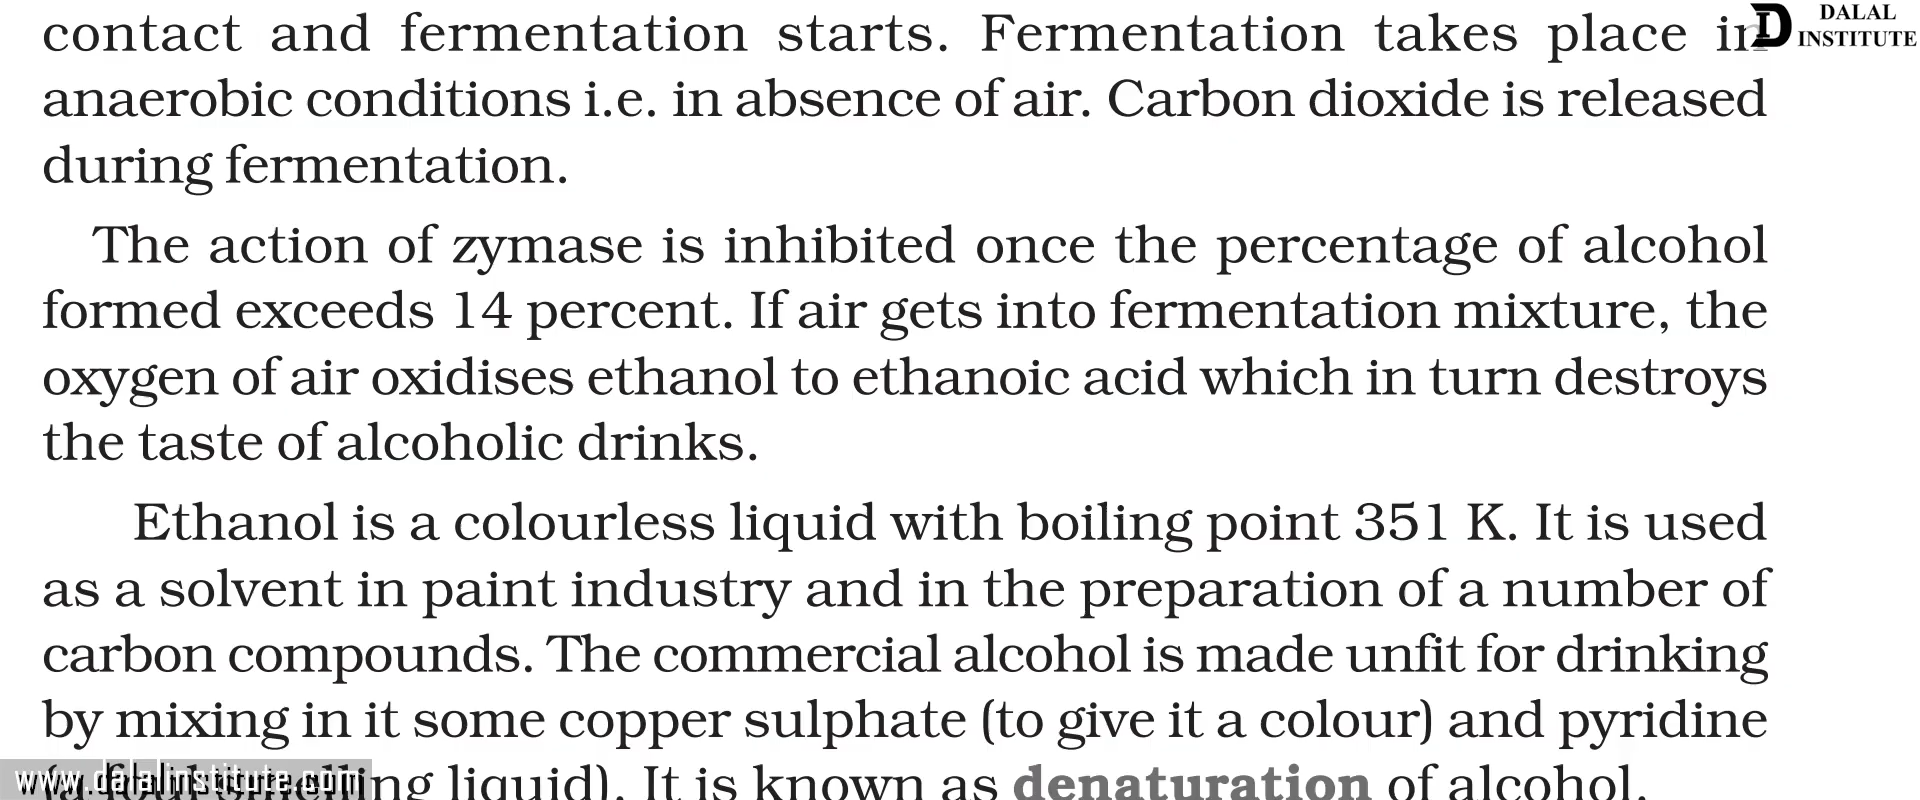 contact and fermentation starts. Fermentation takes place in
DALAL
INSTITUTE
anaerobic conditions i.e. in absence of air. Carbon dioxide is released
during fermentation.
The action of zymase is inhibited once the percentage of alcohol
formed exceeds 14 percent. If air gets into fermentation mixture, the
oxygen of air oxidises ethanol to ethanoic acid which in turn destroys
the taste of alcoholic drinks.
Ethanol is a colourless liquid with boiling point 351 K. It is used
as a solvent in paint industry and in the preparation of a number of
carbon compounds. The commercial alcohol is made unfit for drinking
by mixing in it some copper sulphate (to give it a colour) and pyridine
(a foul smelling liquid). It is known as denaturation of alcohol.
www.dalalinstitute.com